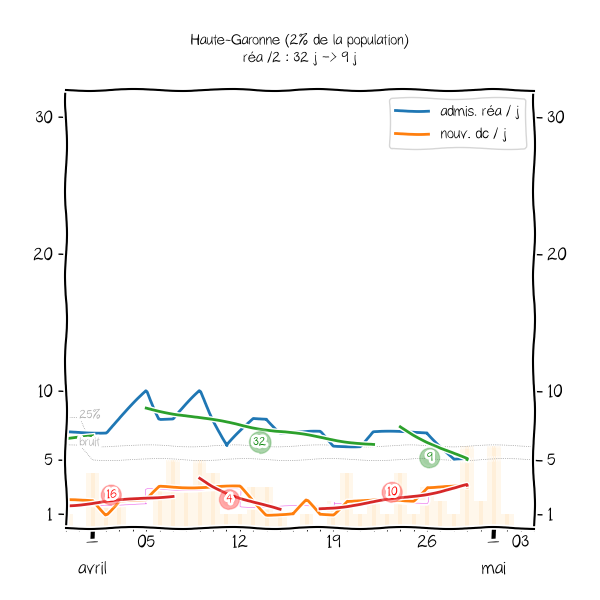 Haute-Garonne (2% de la population)
réa /2 : 32 j -> 9 j
admis. réa / j
nouv. dc / j
30
30
20
20
10
10
25%
bruit
32
9
5
5
16
4
10
1
1
1 05 12 19 26 1 03
avril mai